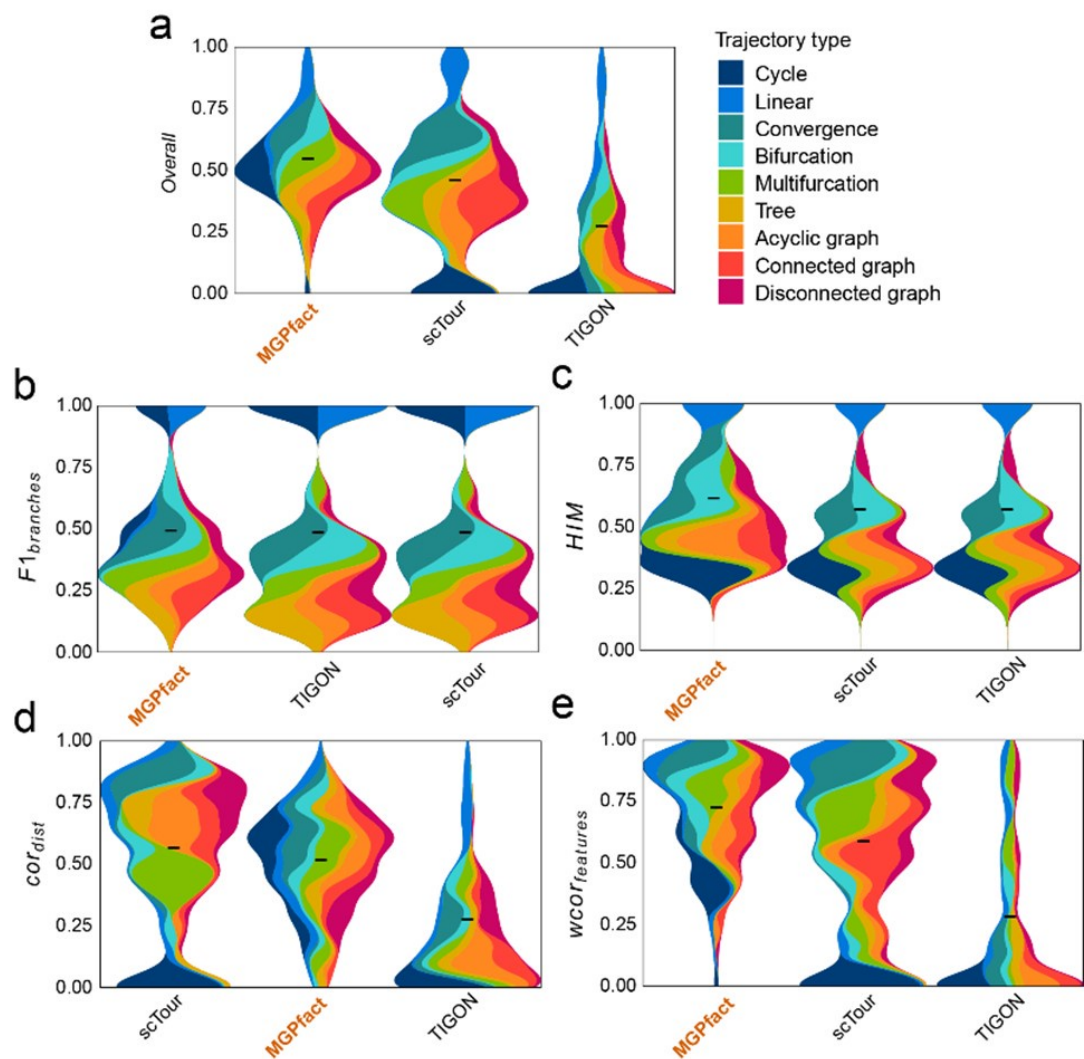 a
1.00
0.75
0.50
0.25
0.00
Overall
MGPfact
scTour
TIGON
Trajectory type
Cycle
Linear
Convergence
Bifurcation
Multifurcation
Tree
Acyclic graph
Connected graph
Disconnected graph
b
1.00
0.75
0.50
0.25
0.00
F1branches
MGPfact
TIGON
scTour
c
1.00
0.75
0.50
0.25
0.00
HIM
MGPfact
scTour
TIGON
d
1.00
0.75
0.50
0.25
0.00
cordist
scTour
MGPfact
TIGON
e
1.00
0.75
0.50
0.25
0.00
wcorfeatures
MGPfact
scTour
TIGON